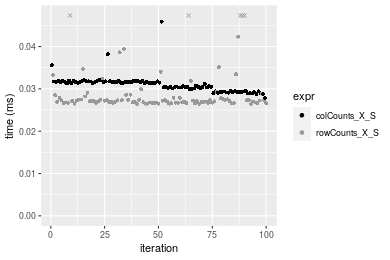 0.04
0.03
0.02
0.01
0.00
time (ms)
0
25
50
75
100
iteration
expr
colCounts_X_S
rowCounts_X_S